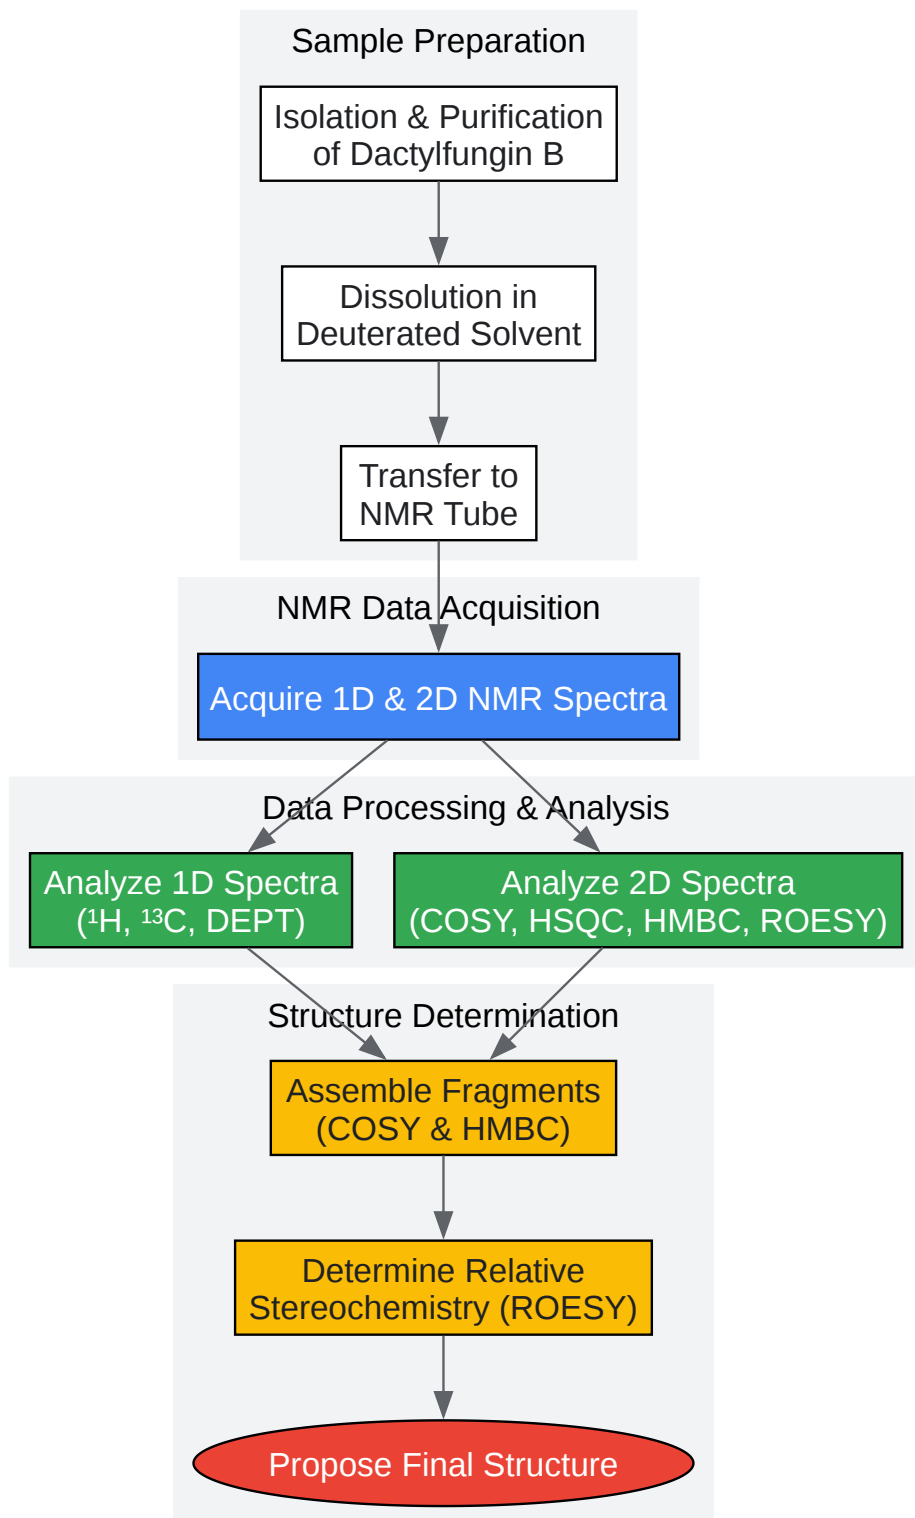 Sample Preparation
Isolation & Purification
of Dactylfungin B
Dissolution in
Deuterated Solvent
Transfer to
NMR Tube
NMR Data Acquisition
Acquire 1D & 2D NMR Spectra
Data Processing & Analysis
Analyze 1D Spectra
(¹H, ¹³C, DEPT)
Analyze 2D Spectra
(COSY, HSQC, HMBC, ROESY)
Structure Determination
Assemble Fragments
(COSY & HMBC)
Determine Relative
Stereochemistry (ROESY)
Propose Final Structure